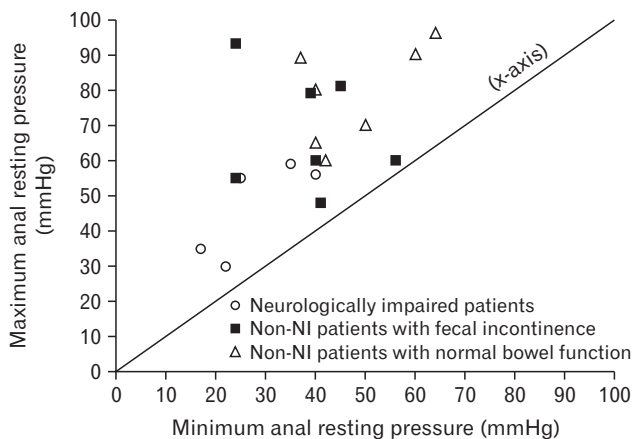 Maximum anal resting pressure
(mmHg)
100
90
80
70
60
50
40
30
20
10
0
(x-axis)
Neurologically impaired patients
Non-NI patients with fecal incontinence
Non-NI patients with normal bowel function
0 10 20 30 40 50 60 70 80 90 100
Minimum anal resting pressure (mmHg)